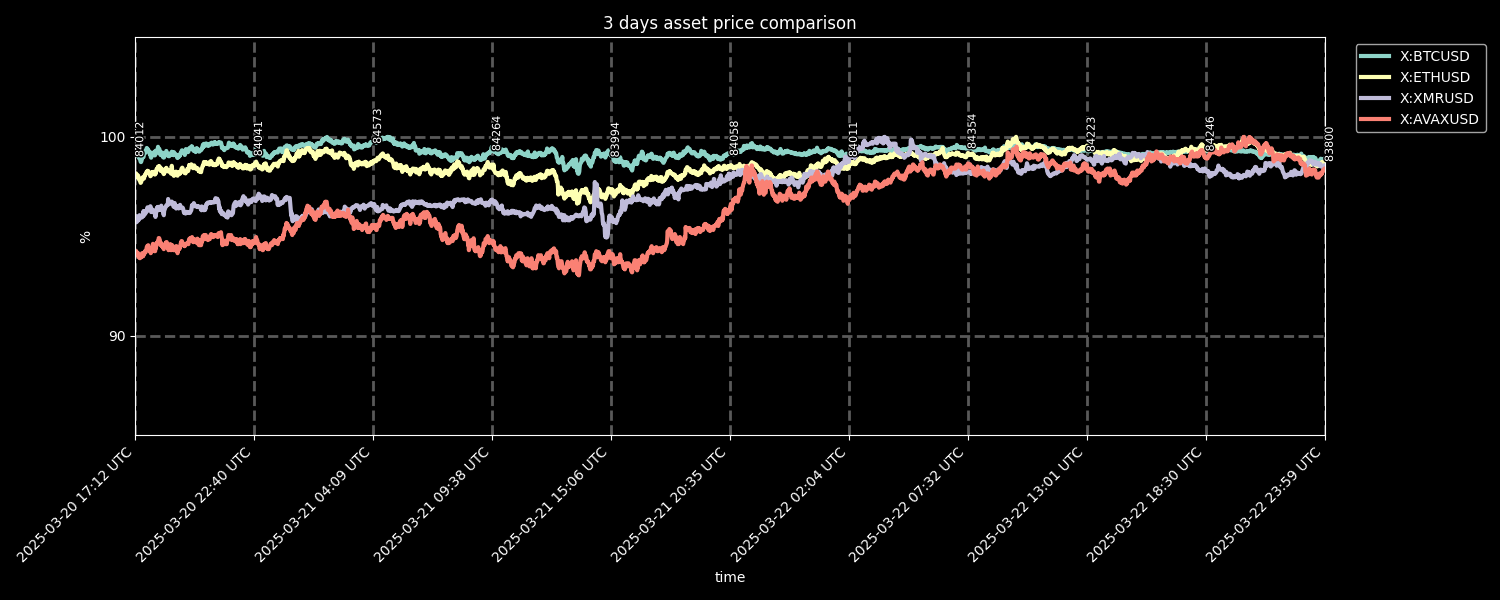 3 days asset price comparison
X:BTCUSD
X:ETHUSD
X:XMRUSD
X:AVAXUSD
%
100
90
84012
84041
84573
84264
83994
84058
84011
84354
84223
84246
83800
2025-03-20 17:12 UTC
2025-03-20 22:40 UTC
2025-03-21 04:09 UTC
2025-03-21 09:38 UTC
2025-03-21 15:06 UTC
2025-03-21 20:35 UTC
2025-03-22 02:04 UTC
2025-03-22 07:32 UTC
2025-03-22 13:01 UTC
2025-03-22 18:30 UTC
2025-03-22 23:59 UTC
time